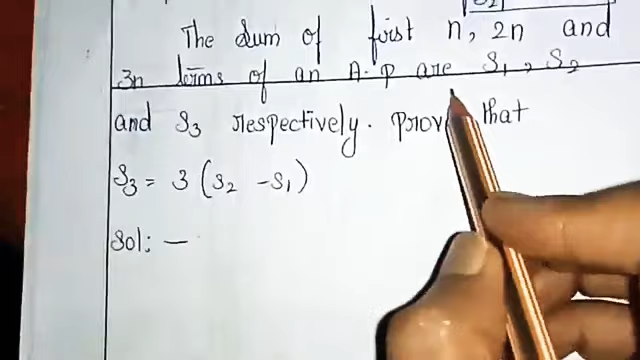 S2
The Sum of first n, 2n and
3n terms of an A.P are S1, S2
and S3 respectively. Prove that
S3 = 3 (S2 - S1)
Sol: —